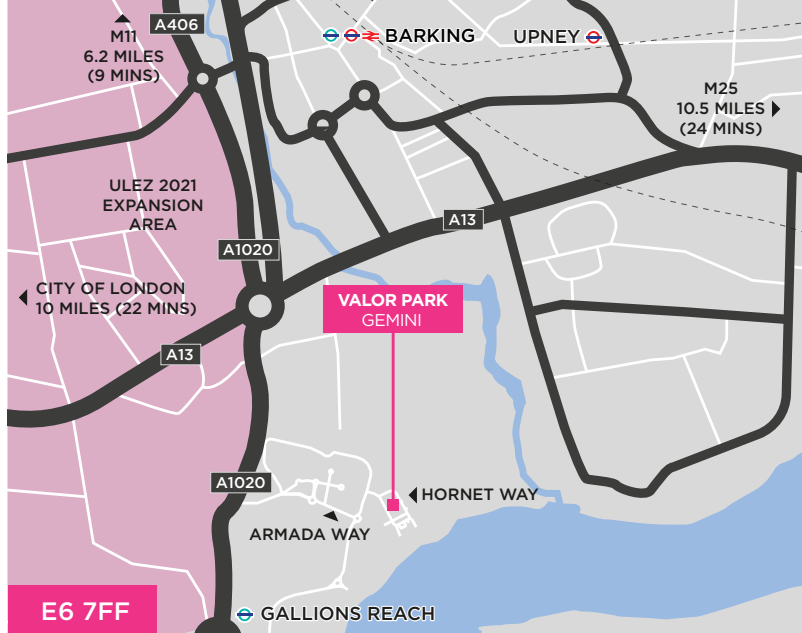 A406
M11
6.2 MILES
(9 MINS)
BARKING
UPNEY
M25
10.5 MILES
(24 MINS)
ULEZ 2021
EXPANSION
AREA
A13
A1020
CITY OF LONDON
10 MILES (22 MINS)
VALOR PARK
GEMINI
A13
A1020
HORNET WAY
ARMADA WAY
E6 7FF
GALLIONS REACH